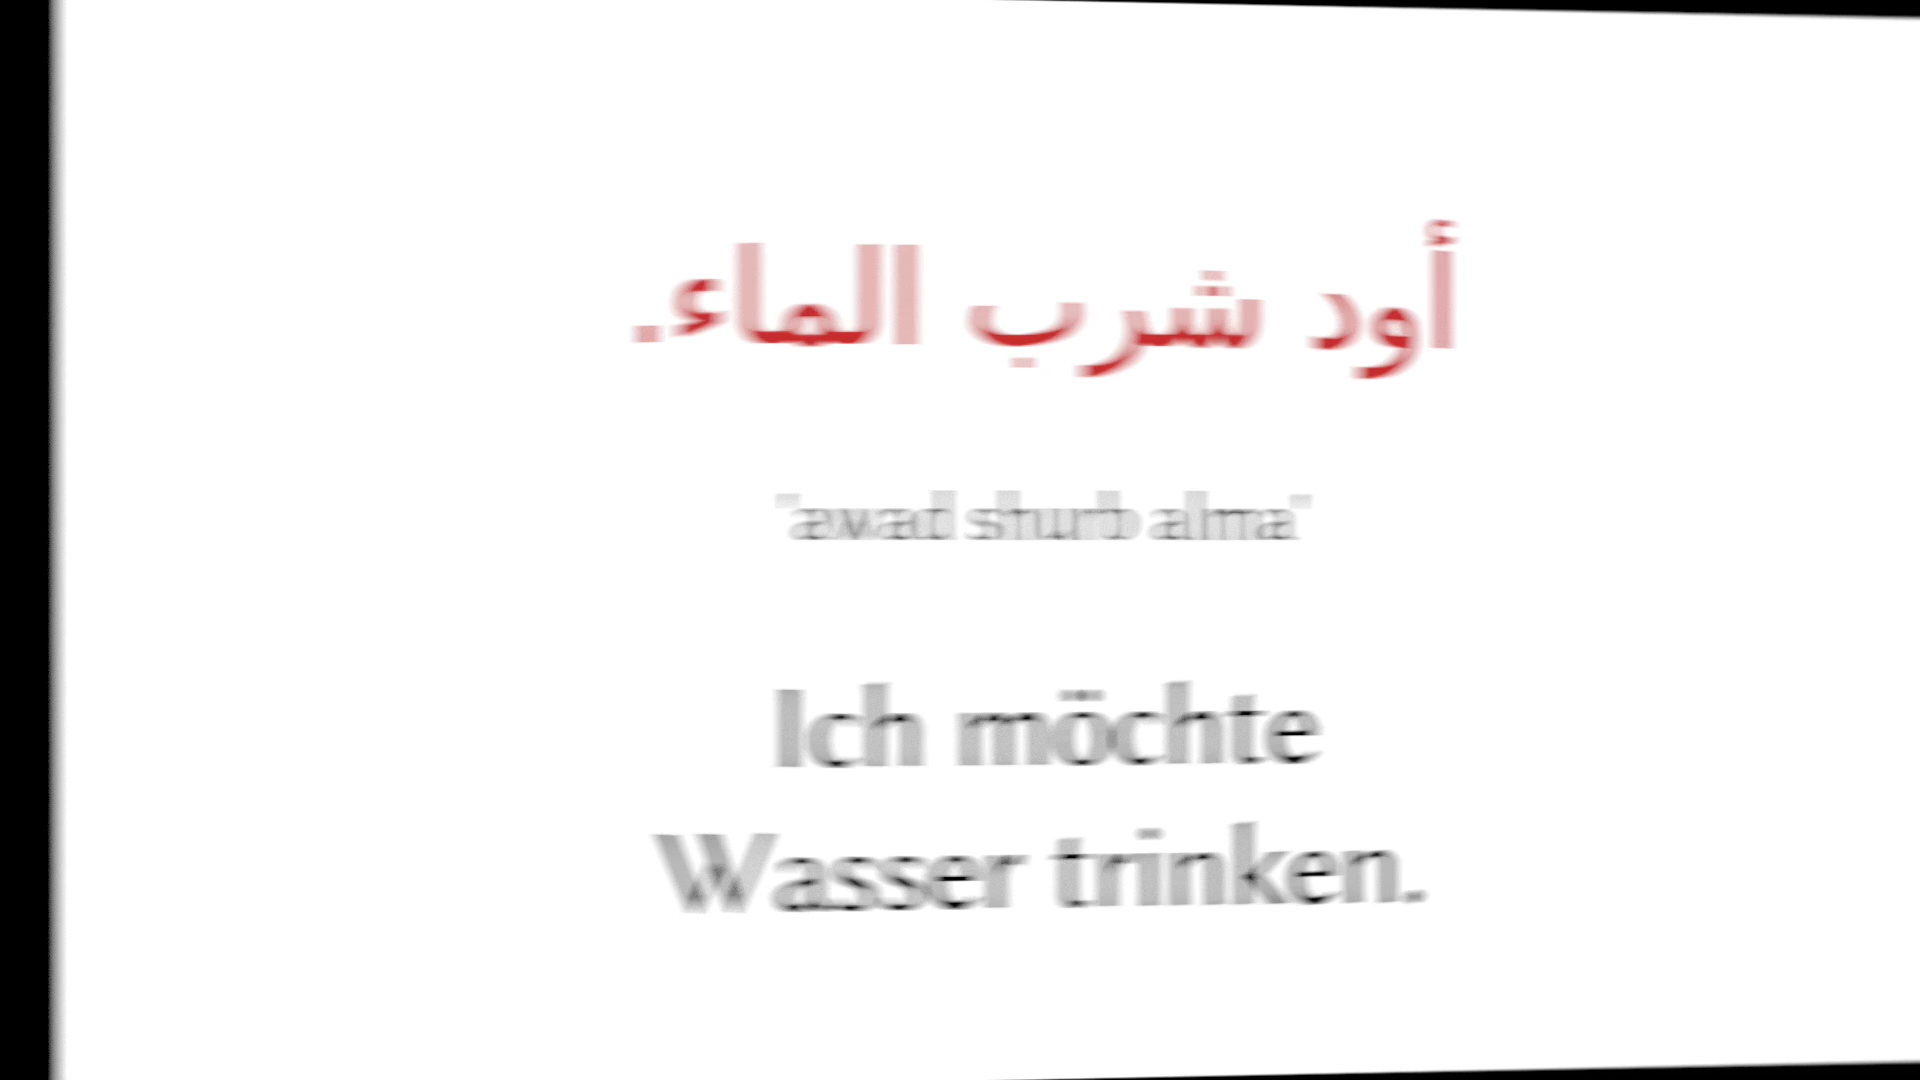 أود شرب الماء.
"awad shurb alma"
Ich möchte
Wasser trinken.